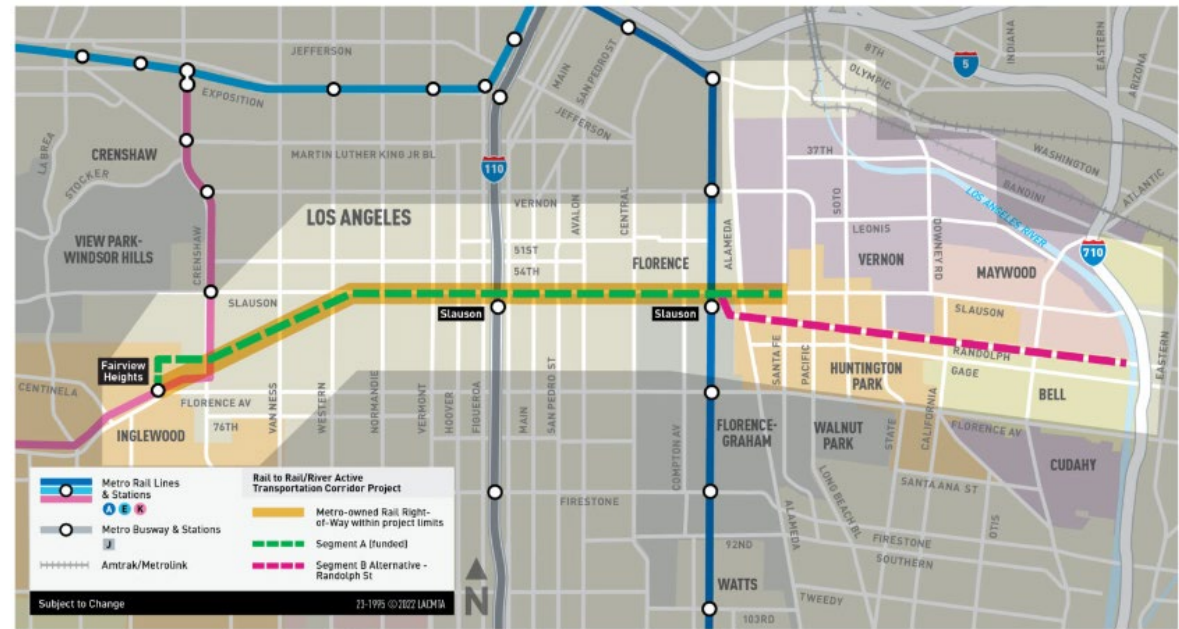 JEFFERSON
EXPOSITION
MAIN
SAN PEDRO ST
JEFFERSON
8TH
OLYMPIC
5
INDIANA
EASTERN
ARIZONA
LA BREA
CRENSHAW
STOCKER
MARTIN LUTHER KING JR BL
110
37TH
WASHINGTON
BANDINI
ATLANTIC
LOS ANGELES RIVER
LOS ANGELES
VERNON
AVALON
CENTRAL
SOTO
LEONIS
DOWNEY RD
710
VIEW PARK-
WINDSOR HILLS
CRENSHAW
51ST
54TH
FLORENCE
ALAMEDA
VERNON
MAYWOOD
SLAUSON
Slauson
Slauson
SLAUSON
Fairview
Heights
CENTINELA
FLORENCE AV
76TH
INGLEWOOD
VAN NESS
WESTERN
NORMANDIE
VERMONT
HOOVER
FIGUEROA
MAIN
SAN PEDRO ST
COMPTON AV
SANTA FE
PACIFIC
RANDOLPH
GAGE
HUNTINGTON
PARK
BELL
EASTERN
FLORENCE-
GRAHAM
WALNUT
PARK
STATE
CALIFORNIA
FLORENCE AV
CUDAHY
SANTA ANA ST
LONG BEACH BL
ALAMEDA
OTIS
FIRESTONE
FIRESTONE
SOUTHERN
92ND
WATTS
TWEEDY
103RD
N
Metro Rail Lines
& Stations
A E K
Metro Busway & Stations
J
Amtrak/Metrolink
Rail to Rail/River Active
Transportation Corridor Project
Metro-owned Rail Right-
of-Way within project limits
Segment A (funded)
Segment B Alternative -
Randolph St
Subject to Change
23-1995 ©2022 LACMTA